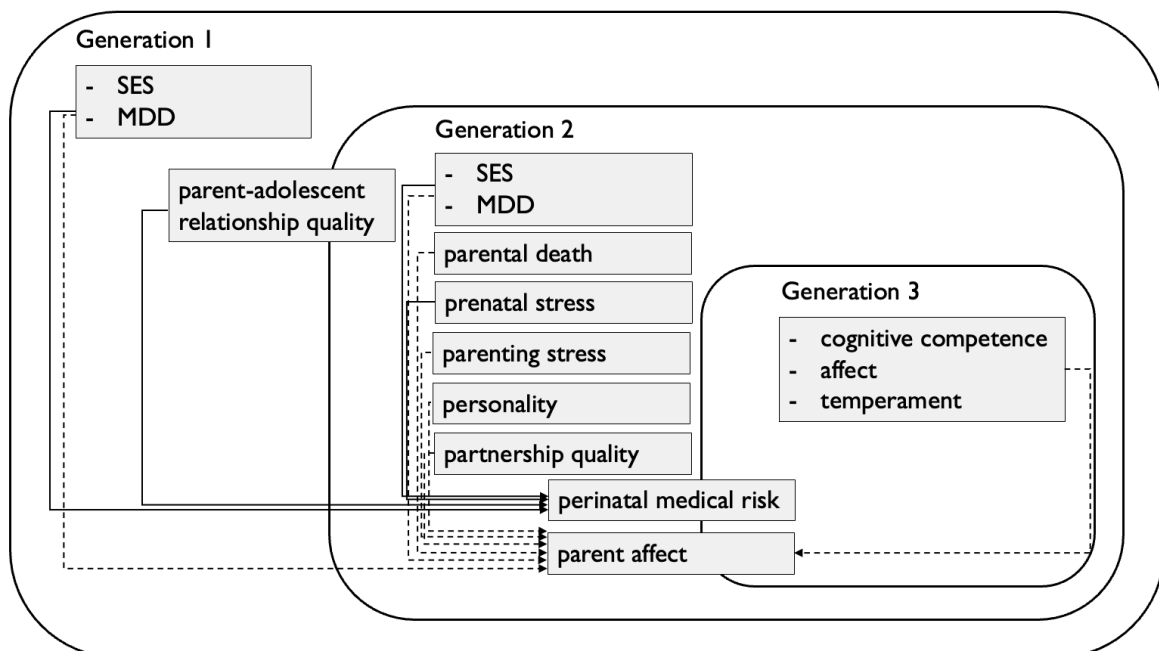 Generation 1
- SES
- MDD
Generation 2
- SES
- MDD
parent-adolescent
relationship quality
parental death
prenatal stress
Generation 3
parenting stress
- cognitive competence
- affect
- temperament
personality
partnership quality
perinatal medical risk
parent affect